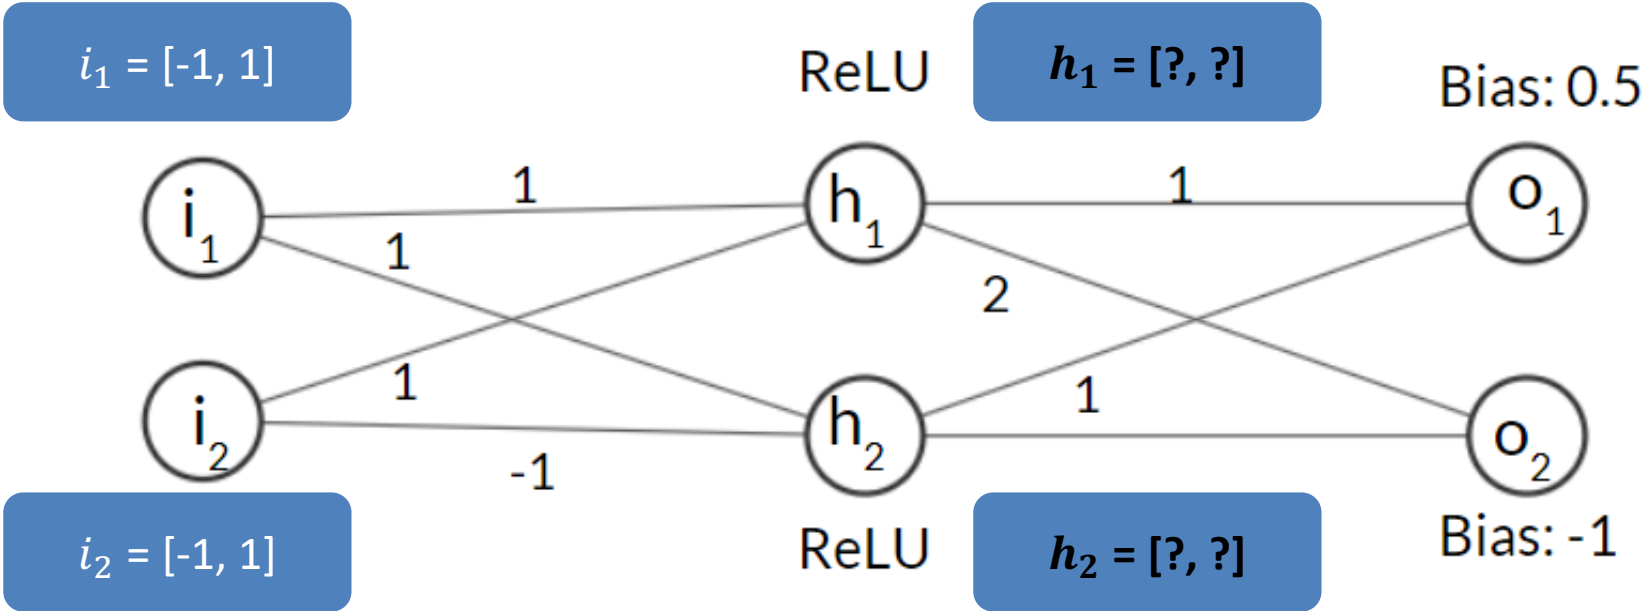 i₁ = [-1, 1]
ReLU
h₁ = [?, ?]
Bias: 0.5
i₁
1
h₁
1
o₁
1
2
1
1
i₂
-1
h₂
o₂
i₂ = [-1, 1]
ReLU
h₂ = [?, ?]
Bias: -1